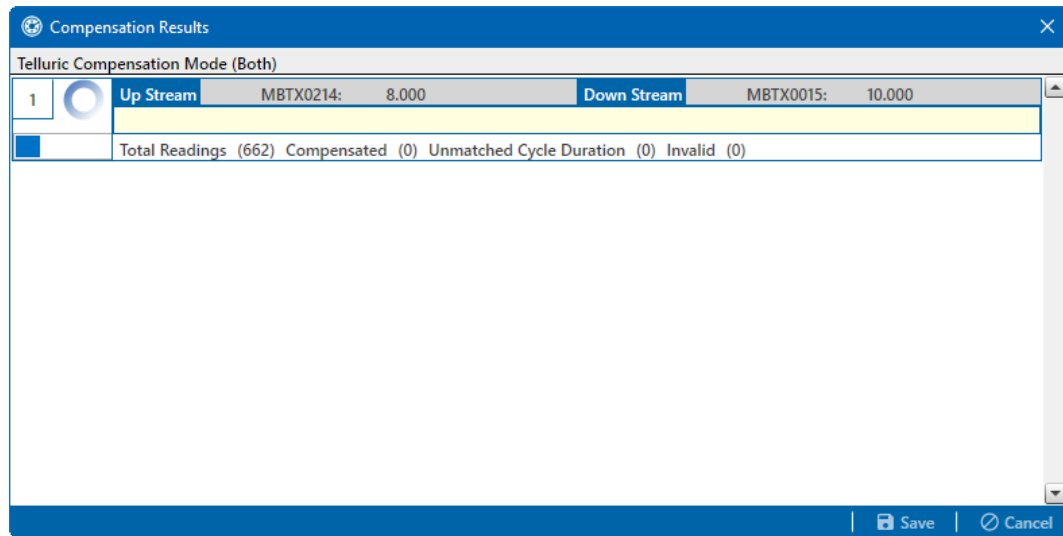 Compensation Results
Telluric Compensation Mode (Both)
1 Up Stream MBTX0214: 8.000 Down Stream MBTX0015: 10.000
Total Readings (662) Compensated (0) Unmatched Cycle Duration (0) Invalid (0)
Save Cancel